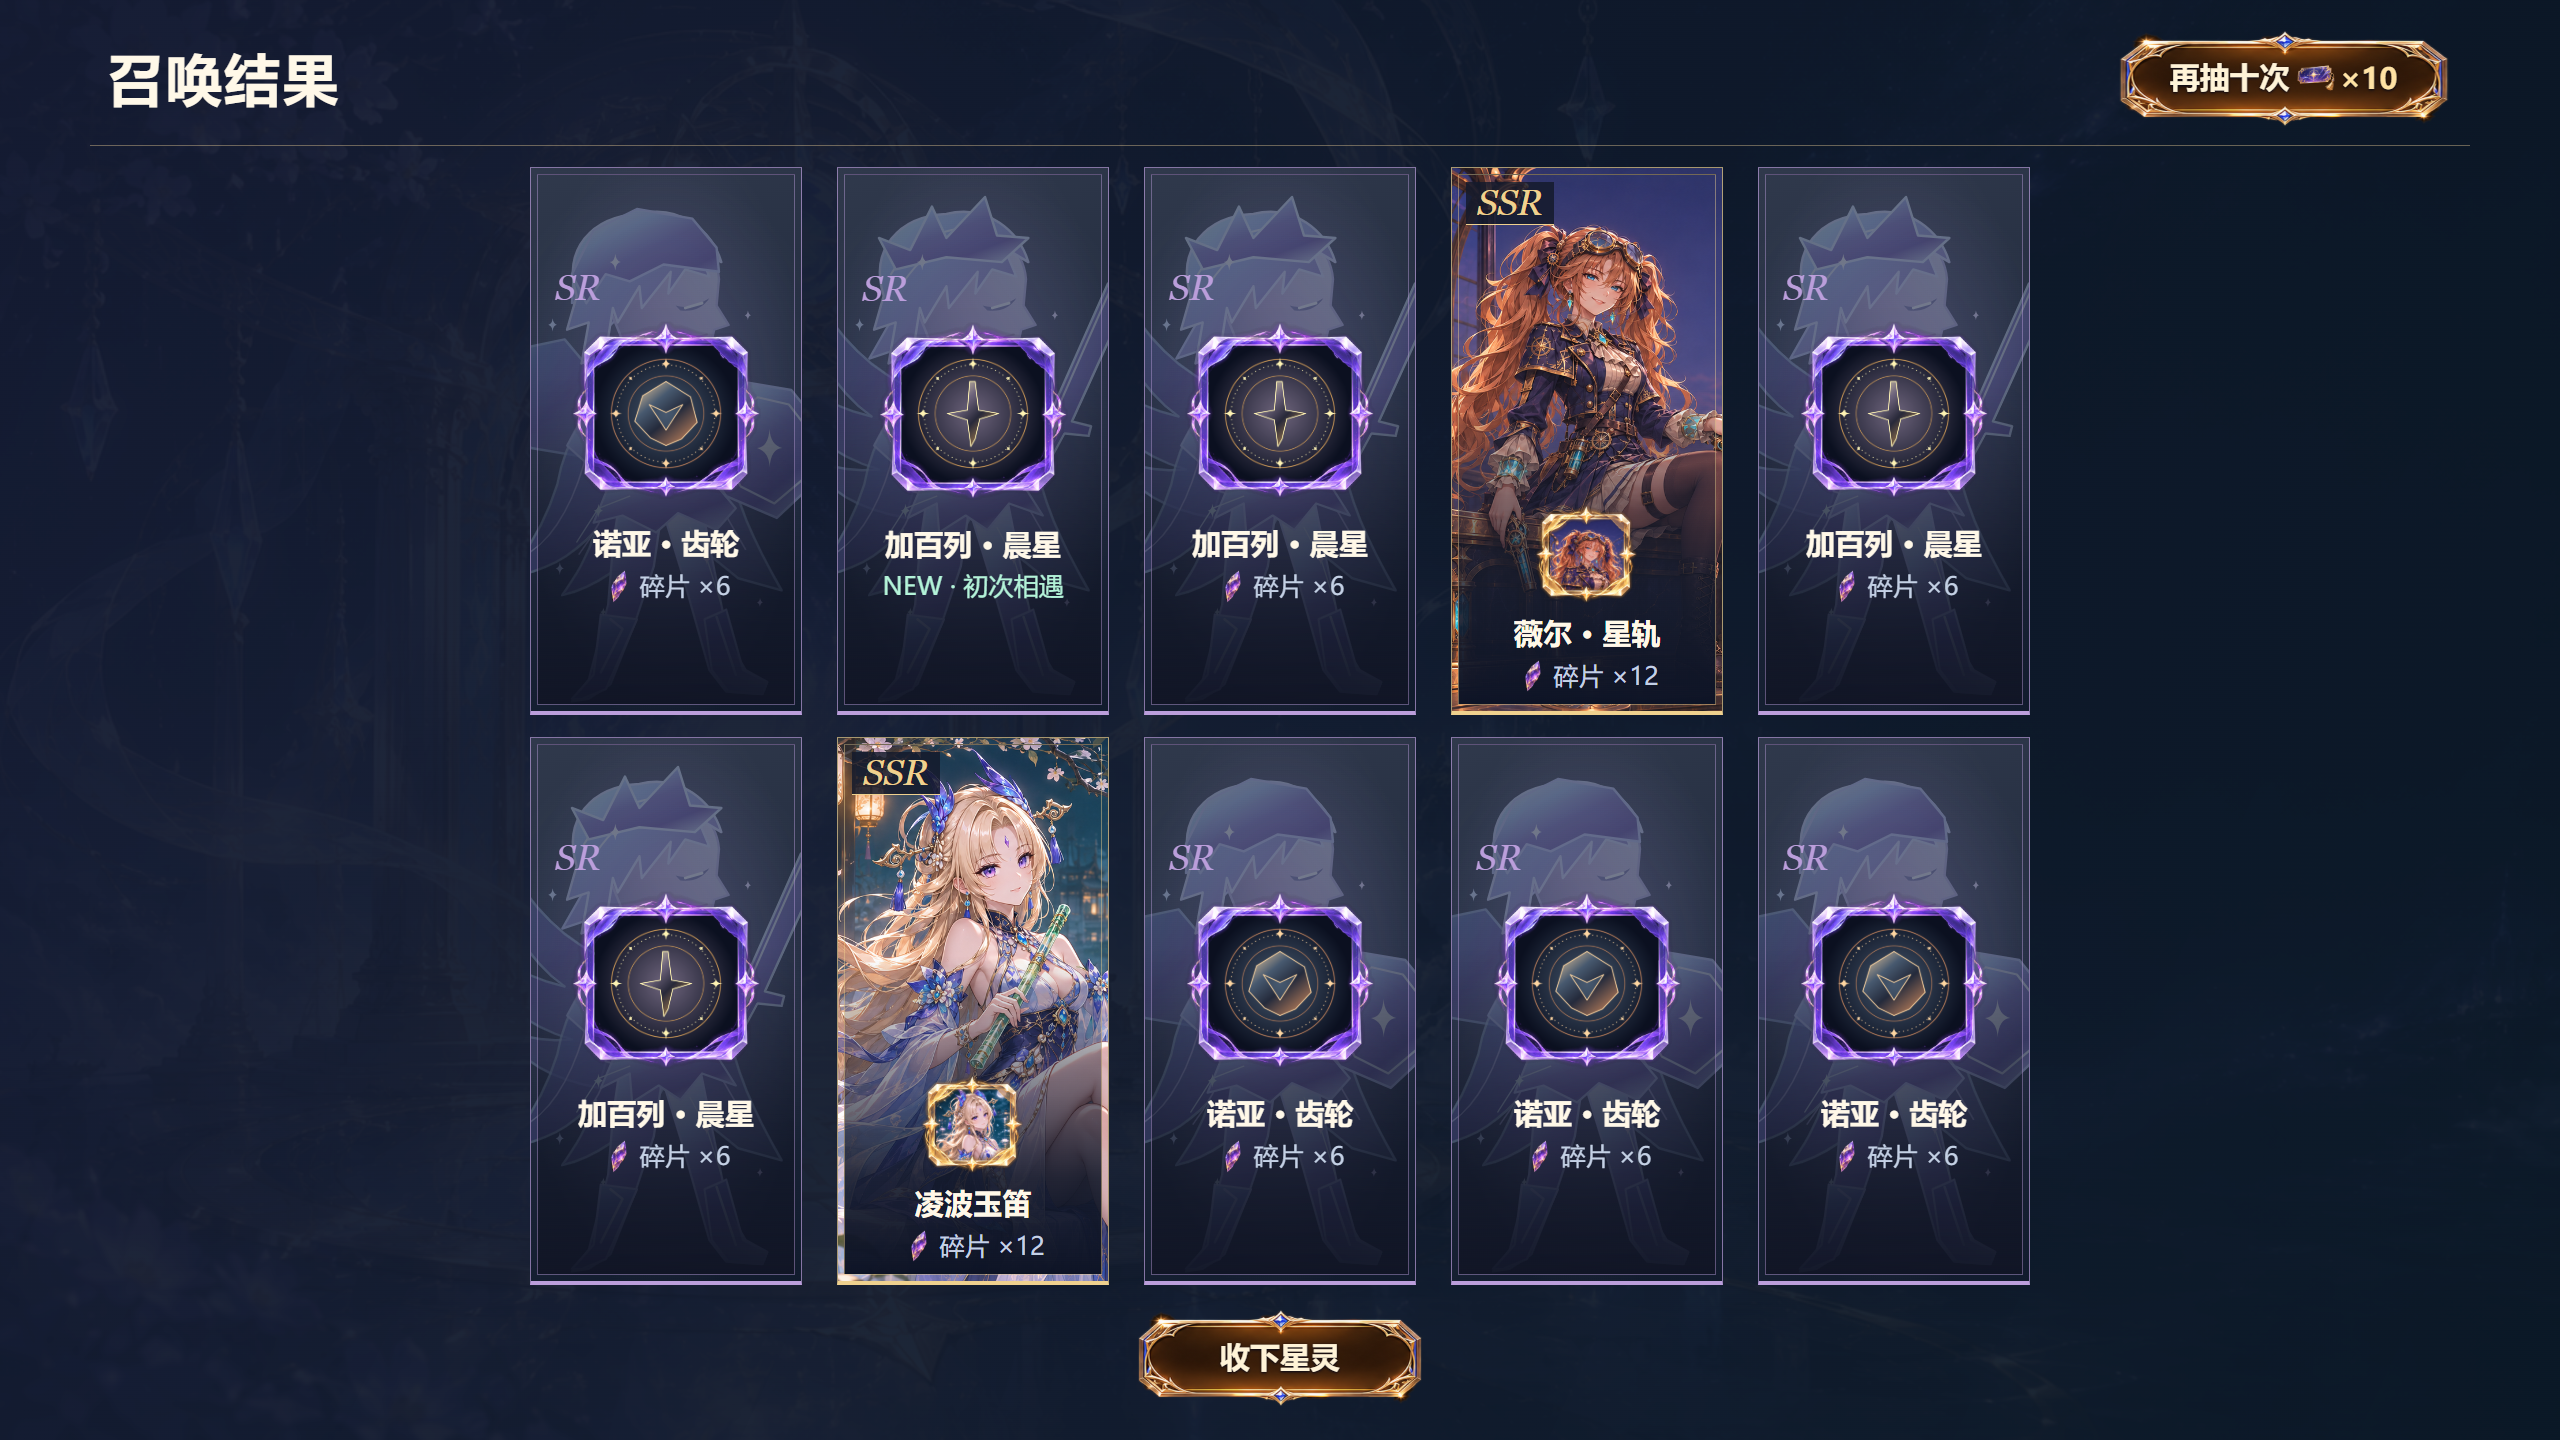 召唤结果
再抽十次 ×10
SR
诺亚·齿轮
碎片 ×6
SR
加百列·晨星
NEW · 初次相遇
SR
加百列·晨星
碎片 ×6
SSR
薇尔·星轨
碎片 ×12
SR
加百列·晨星
碎片 ×6
SR
加百列·晨星
碎片 ×6
SSR
凌波玉笛
碎片 ×12
SR
诺亚·齿轮
碎片 ×6
SR
诺亚·齿轮
碎片 ×6
SR
诺亚·齿轮
碎片 ×6
收下星灵